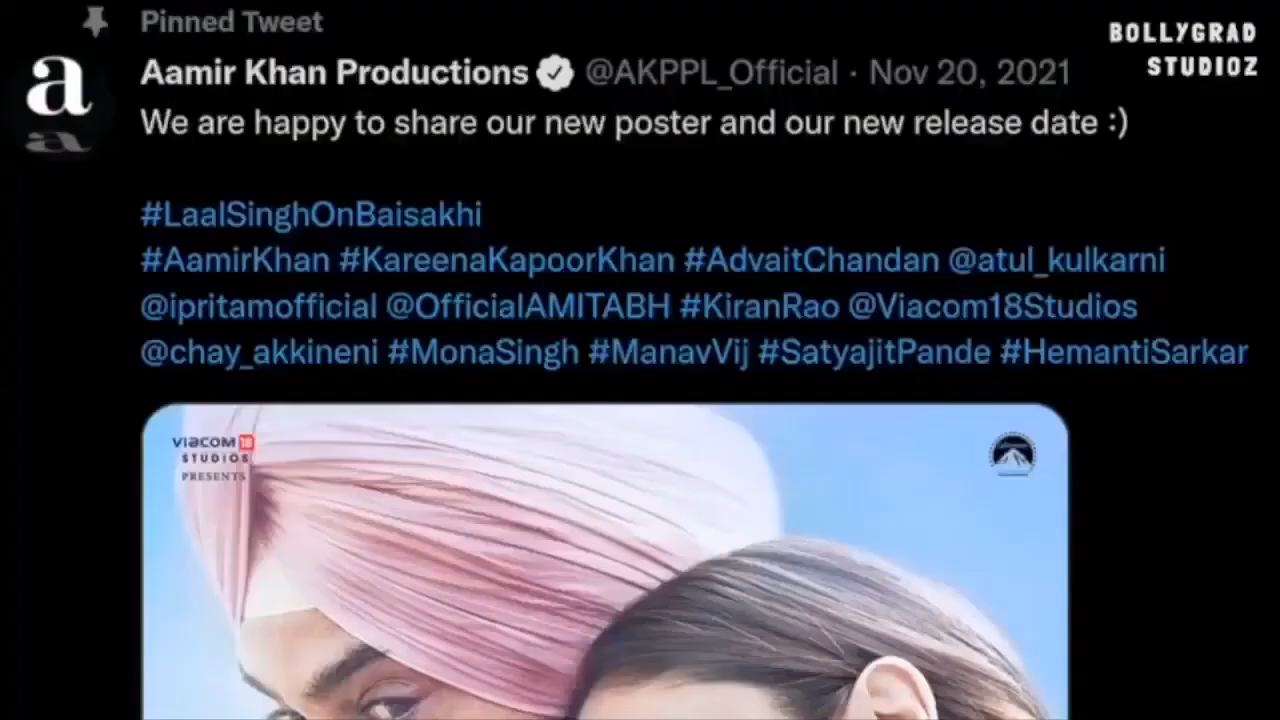 Pinned Tweet
BOLLYGRAD
STUDIOZ
a
Aamir Khan Productions @AKPPL_Official · Nov 20, 2021
We are happy to share our new poster and our new release date :)
#LaalSinghOnBaisakhi
#AamirKhan #KareenaKapoorKhan #AdvaitChandan @atul_kulkarni
@ipritamofficial @OfficialAMITABH #KiranRao @Viacom18Studios
@chay_akkineni #MonaSingh #ManavVij #SatyajitPande #HemantiSarkar
VIACOM 18
STUDIOS
PRESENTS